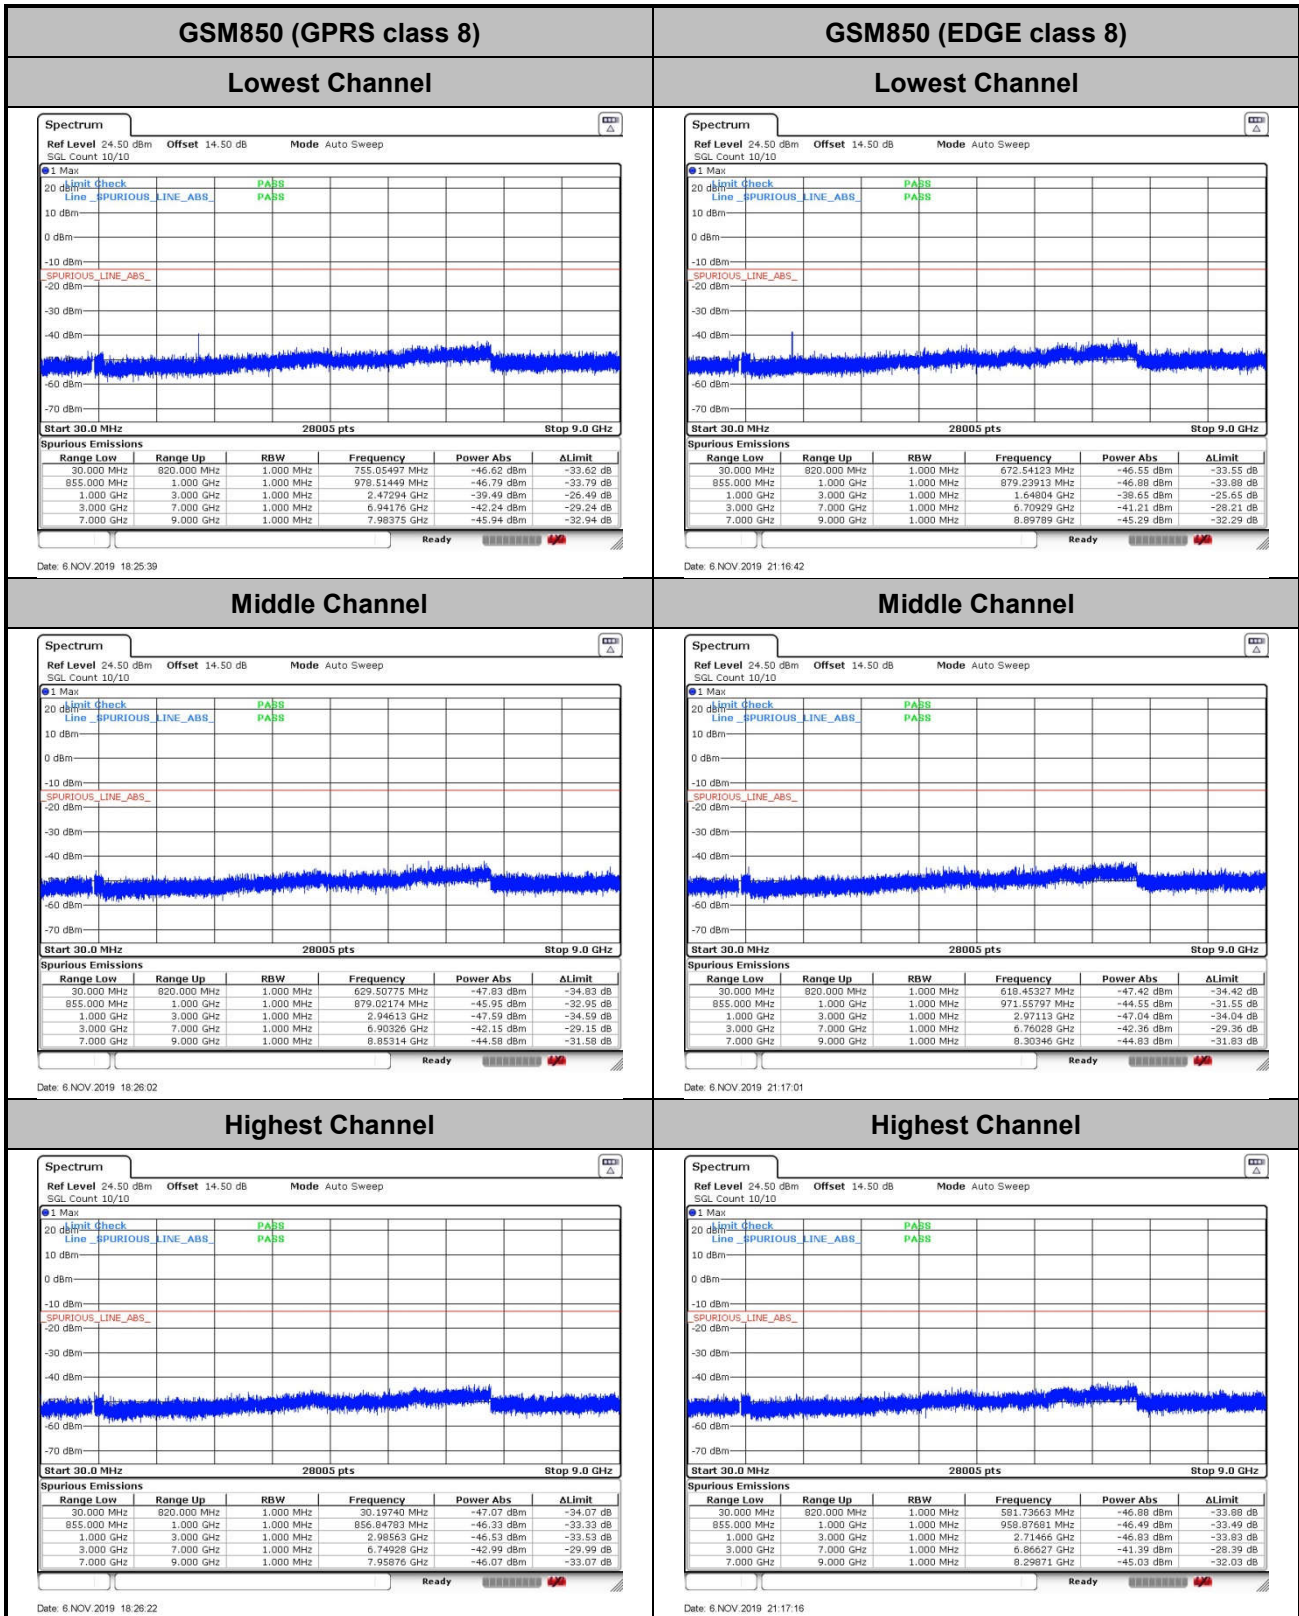 GSM850 (GPRS class 8)
GSM850 (EDGE class 8)
Lowest Channel
Lowest Channel
Spectrum
Ref Level 24.50 dBm Offset 14.50 dB Mode Auto Sweep
SGL Count 10/10
1 Max
20 dBm Limit Check PASS
Line _SPURIOUS_LINE_ABS_ PASS
10 dBm
0 dBm
-10 dBm
_SPURIOUS_LINE_ABS_
-20 dBm
-30 dBm
-40 dBm
-60 dBm
-70 dBm
Start 30.0 MHz 28005 pts Stop 9.0 GHz
Spurious Emissions
Range Low Range Up RBW Frequency Power Abs ΔLimit
30.000 MHz 820.000 MHz 1.000 MHz 755.05497 MHz -46.62 dBm -33.62 dB
855.000 MHz 1.000 GHz 1.000 MHz 978.51449 MHz -46.79 dBm -33.79 dB
1.000 GHz 3.000 GHz 1.000 MHz 2.47294 GHz -39.49 dBm -26.49 dB
3.000 GHz 7.000 GHz 1.000 MHz 6.94176 GHz -42.24 dBm -29.24 dB
7.000 GHz 9.000 GHz 1.000 MHz 7.98375 GHz -45.94 dBm -32.94 dB
Ready
Date: 6.NOV.2019 18:25:39
Spectrum
Ref Level 24.50 dBm Offset 14.50 dB Mode Auto Sweep
SGL Count 10/10
1 Max
20 dBm Limit Check PASS
Line _SPURIOUS_LINE_ABS_ PASS
10 dBm
0 dBm
-10 dBm
_SPURIOUS_LINE_ABS_
-20 dBm
-30 dBm
-40 dBm
-60 dBm
-70 dBm
Start 30.0 MHz 28005 pts Stop 9.0 GHz
Spurious Emissions
Range Low Range Up RBW Frequency Power Abs ΔLimit
30.000 MHz 820.000 MHz 1.000 MHz 672.54123 MHz -46.55 dBm -33.55 dB
855.000 MHz 1.000 GHz 1.000 MHz 879.23913 MHz -46.88 dBm -33.88 dB
1.000 GHz 3.000 GHz 1.000 MHz 1.64804 GHz -38.65 dBm -25.65 dB
3.000 GHz 7.000 GHz 1.000 MHz 6.70929 GHz -41.21 dBm -28.21 dB
7.000 GHz 9.000 GHz 1.000 MHz 8.89789 GHz -45.29 dBm -32.29 dB
Ready
Date: 6.NOV.2019 21:16:42
Middle Channel
Middle Channel
Spectrum
Ref Level 24.50 dBm Offset 14.50 dB Mode Auto Sweep
SGL Count 10/10
1 Max
20 dBm Limit Check PASS
Line _SPURIOUS_LINE_ABS_ PASS
10 dBm
0 dBm
-10 dBm
_SPURIOUS_LINE_ABS_
-20 dBm
-30 dBm
-40 dBm
-60 dBm
-70 dBm
Start 30.0 MHz 28005 pts Stop 9.0 GHz
Spurious Emissions
Range Low Range Up RBW Frequency Power Abs ΔLimit
30.000 MHz 820.000 MHz 1.000 MHz 629.50775 MHz -47.83 dBm -34.83 dB
855.000 MHz 1.000 GHz 1.000 MHz 879.02174 MHz -45.95 dBm -32.95 dB
1.000 GHz 3.000 GHz 1.000 MHz 2.94613 GHz -47.59 dBm -34.59 dB
3.000 GHz 7.000 GHz 1.000 MHz 6.90326 GHz -42.15 dBm -29.15 dB
7.000 GHz 9.000 GHz 1.000 MHz 8.85314 GHz -44.58 dBm -31.58 dB
Ready
Date: 6.NOV.2019 18:26:02
Spectrum
Ref Level 24.50 dBm Offset 14.50 dB Mode Auto Sweep
SGL Count 10/10
1 Max
20 dBm Limit Check PASS
Line _SPURIOUS_LINE_ABS_ PASS
10 dBm
0 dBm
-10 dBm
_SPURIOUS_LINE_ABS_
-20 dBm
-30 dBm
-40 dBm
-60 dBm
-70 dBm
Start 30.0 MHz 28005 pts Stop 9.0 GHz
Spurious Emissions
Range Low Range Up RBW Frequency Power Abs ΔLimit
30.000 MHz 820.000 MHz 1.000 MHz 618.45327 MHz -47.42 dBm -34.42 dB
855.000 MHz 1.000 GHz 1.000 MHz 971.55797 MHz -44.55 dBm -31.55 dB
1.000 GHz 3.000 GHz 1.000 MHz 2.97113 GHz -47.04 dBm -34.04 dB
3.000 GHz 7.000 GHz 1.000 MHz 6.76028 GHz -42.36 dBm -29.36 dB
7.000 GHz 9.000 GHz 1.000 MHz 8.30346 GHz -44.83 dBm -31.83 dB
Ready
Date: 6.NOV.2019 21:17:01
Highest Channel
Highest Channel
Spectrum
Ref Level 24.50 dBm Offset 14.50 dB Mode Auto Sweep
SGL Count 10/10
1 Max
20 dBm Limit Check PASS
Line _SPURIOUS_LINE_ABS_ PASS
10 dBm
0 dBm
-10 dBm
_SPURIOUS_LINE_ABS_
-20 dBm
-30 dBm
-40 dBm
-60 dBm
-70 dBm
Start 30.0 MHz 28005 pts Stop 9.0 GHz
Spurious Emissions
Range Low Range Up RBW Frequency Power Abs ΔLimit
30.000 MHz 820.000 MHz 1.000 MHz 30.19740 MHz -47.07 dBm -34.07 dB
855.000 MHz 1.000 GHz 1.000 MHz 856.84783 MHz -46.33 dBm -33.33 dB
1.000 GHz 3.000 GHz 1.000 MHz 2.98563 GHz -46.53 dBm -33.53 dB
3.000 GHz 7.000 GHz 1.000 MHz 6.74928 GHz -42.99 dBm -29.99 dB
7.000 GHz 9.000 GHz 1.000 MHz 7.95876 GHz -46.07 dBm -33.07 dB
Ready
Date: 6.NOV.2019 18:26:22
Spectrum
Ref Level 24.50 dBm Offset 14.50 dB Mode Auto Sweep
SGL Count 10/10
1 Max
20 dBm Limit Check PASS
Line _SPURIOUS_LINE_ABS_ PASS
10 dBm
0 dBm
-10 dBm
_SPURIOUS_LINE_ABS_
-20 dBm
-30 dBm
-40 dBm
-60 dBm
-70 dBm
Start 30.0 MHz 28005 pts Stop 9.0 GHz
Spurious Emissions
Range Low Range Up RBW Frequency Power Abs ΔLimit
30.000 MHz 820.000 MHz 1.000 MHz 581.73663 MHz -46.88 dBm -33.88 dB
855.000 MHz 1.000 GHz 1.000 MHz 958.87681 MHz -46.49 dBm -33.49 dB
1.000 GHz 3.000 GHz 1.000 MHz 2.71466 GHz -46.83 dBm -33.83 dB
3.000 GHz 7.000 GHz 1.000 MHz 6.86627 GHz -41.39 dBm -28.39 dB
7.000 GHz 9.000 GHz 1.000 MHz 8.29871 GHz -45.03 dBm -32.03 dB
Ready
Date: 6.NOV.2019 21:17:16